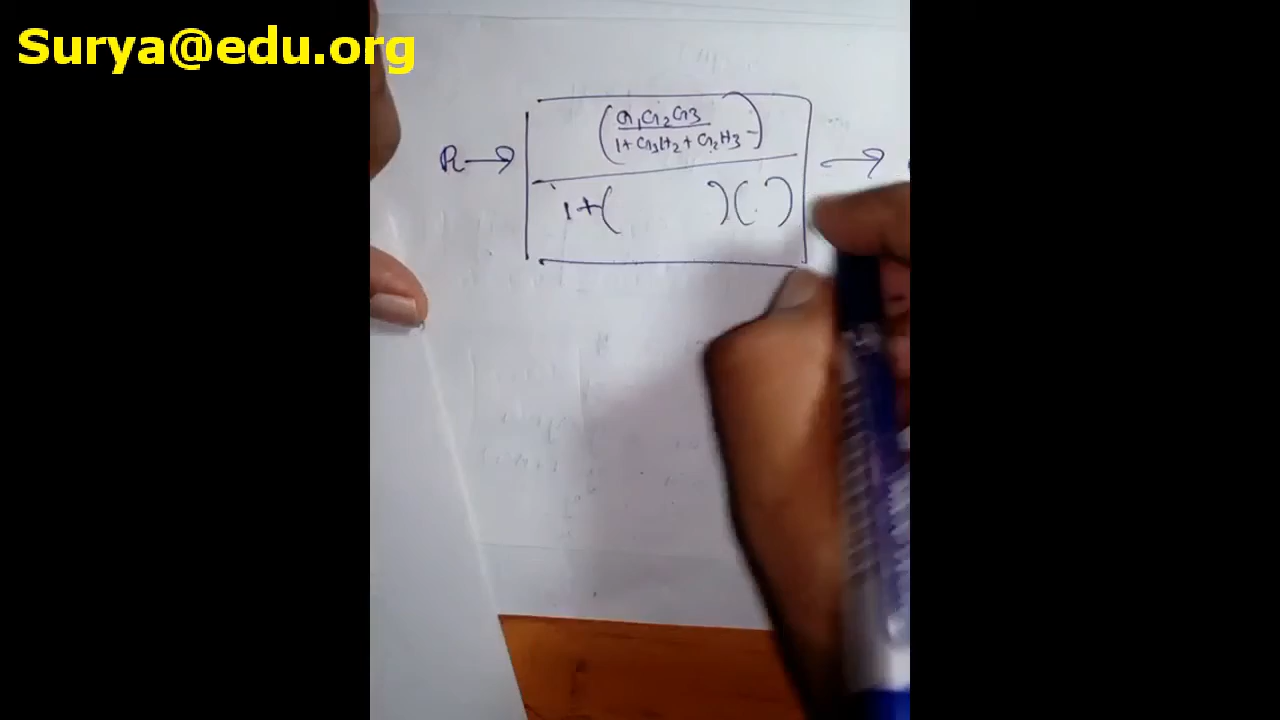 Surya@edu.org
(G1G2G3
1+G3H2+G2H3)
R→ →
1+( )( )